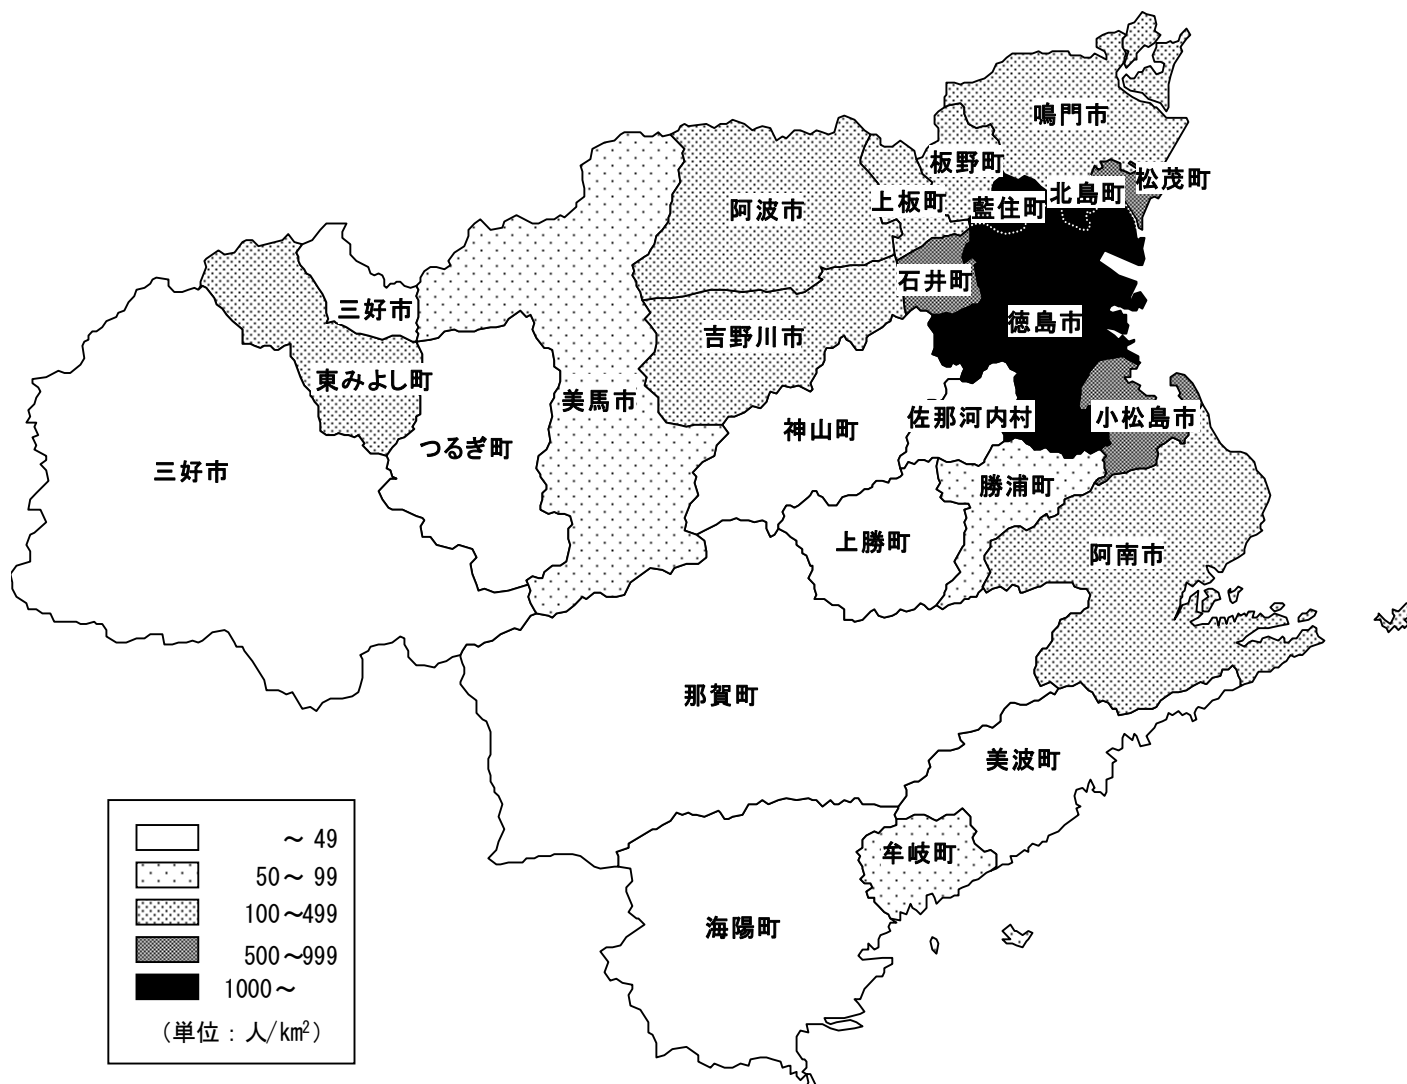 鳴門市
板野町
松茂町
北島町
上板町
藍住町
阿波市
石井町
三好市
徳島市
吉野川市
東みよし町
美馬市
佐那河内村
小松島市
神山町
つるぎ町
三好市
勝浦町
上勝町
阿南市
那賀町
美波町
牟岐町
海陽町
～ 49
50～ 99
100～499
500～999
1000～
（単位：人/km²）